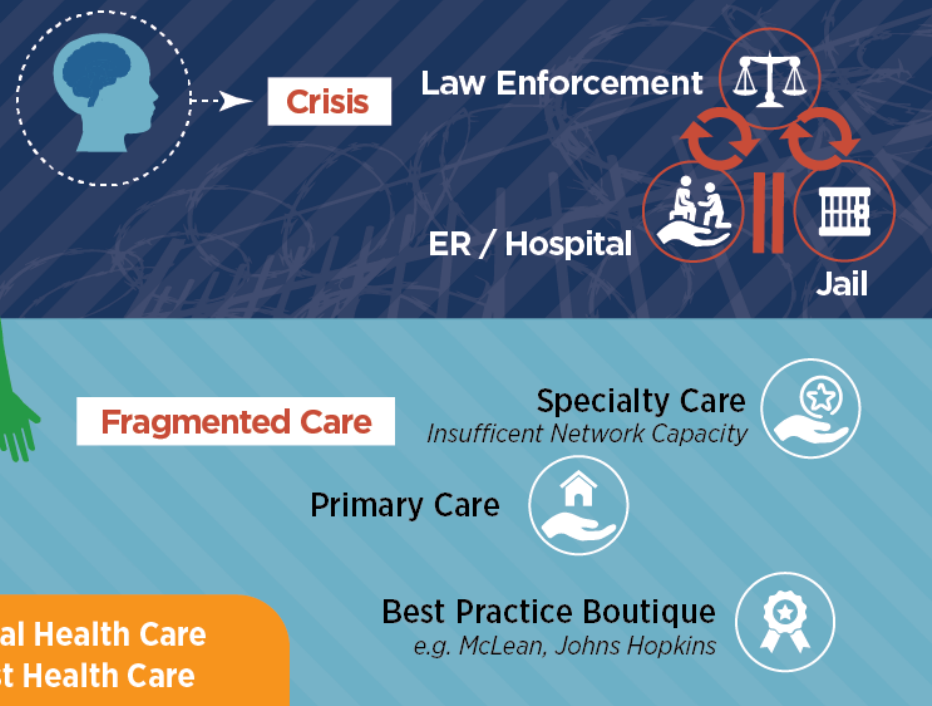 Crisis
Law Enforcement
ER / Hospital
Jail
Fragmented Care
Specialty Care
Insufficent Network Capacity
Primary Care
Best Practice Boutique
e.g. McLean, Johns Hopkins
al Health Care
t Health Care